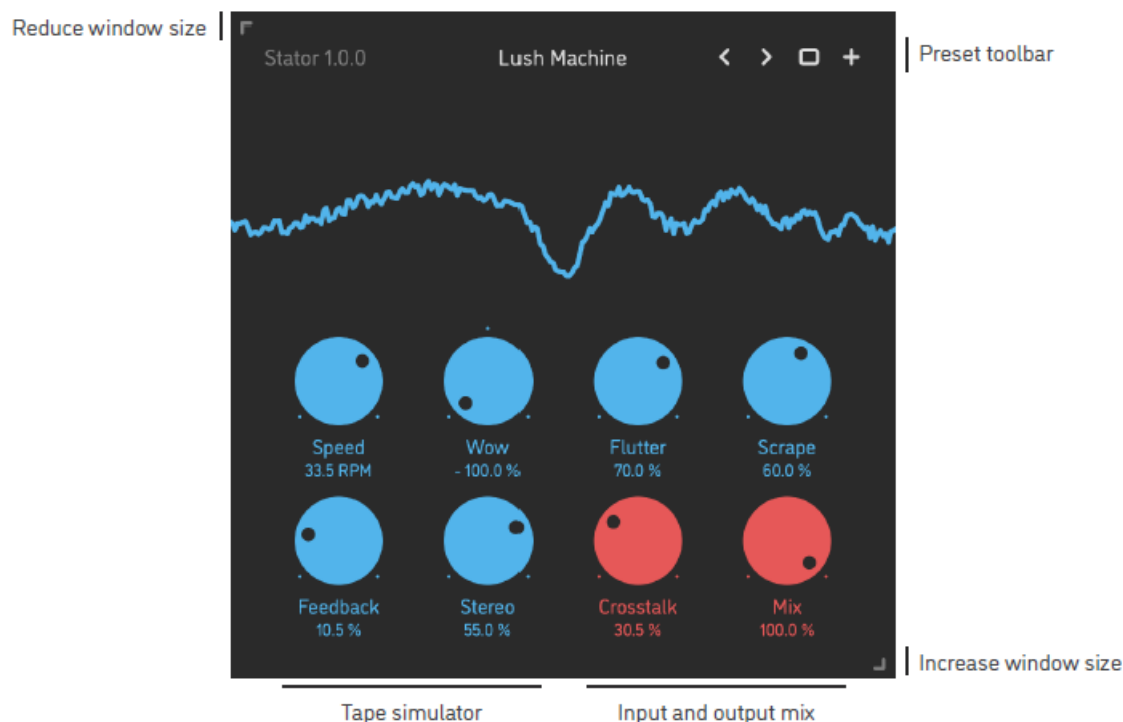 Reduce window size
Stator 1.0.0
Lush Machine
Preset toolbar
Speed
33.5 RPM
Wow
- 100.0 %
Flutter
70.0 %
Scrape
60.0 %
Feedback
10.5 %
Stereo
55.0 %
Crosstalk
30.5 %
Mix
100.0 %
Increase window size
Tape simulator
Input and output mix